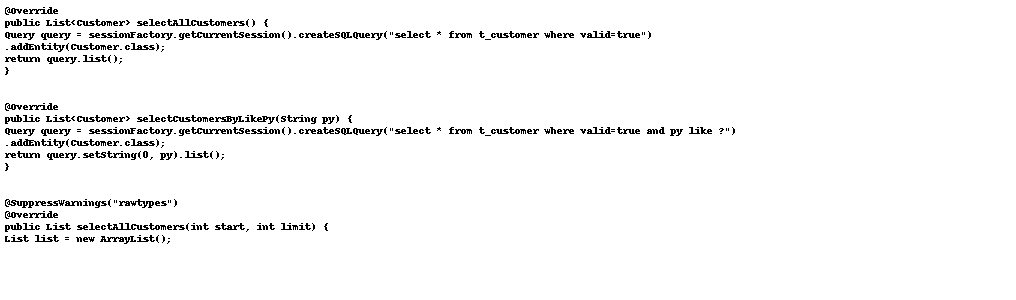 @Override
public List<Customer> selectAllCustomers() {
Query query = sessionFactory.getCurrentSession().createSQLQuery("select * from t_customer where valid=true")
.addEntity(Customer.class);
return query.list();
}
@Override
public List<Customer> selectCustomersByLikePy(String py) {
Query query = sessionFactory.getCurrentSession().createSQLQuery("select * from t_customer where valid=true and py like ?")
.addEntity(Customer.class);
return query.setString(0, py).list();
}
@SuppressWarnings("rawtypes")
@Override
public List selectAllCustomers(int start, int limit) {
List list = new ArrayList();